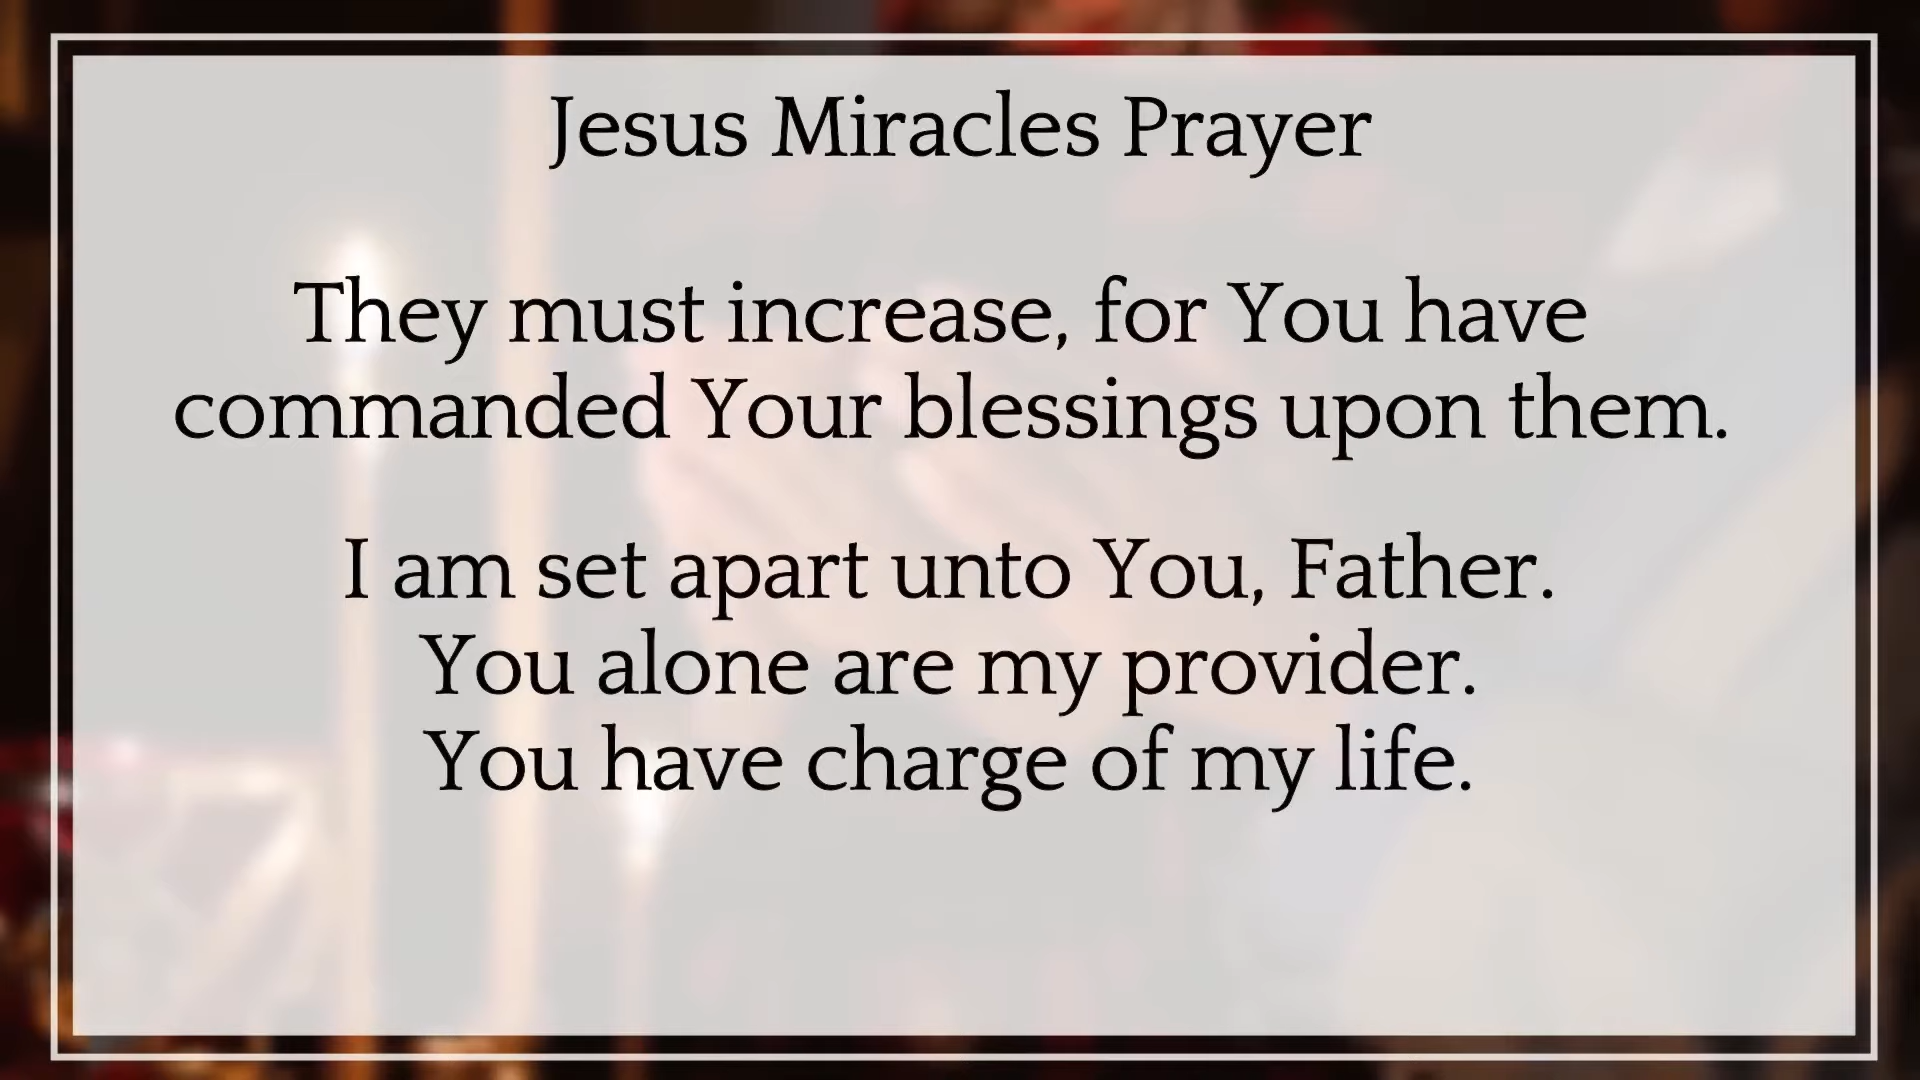 Jesus Miracles Prayer
They must increase, for You have
commanded Your blessings upon them.
I am set apart unto You, Father.
You alone are my provider.
You have charge of my life.